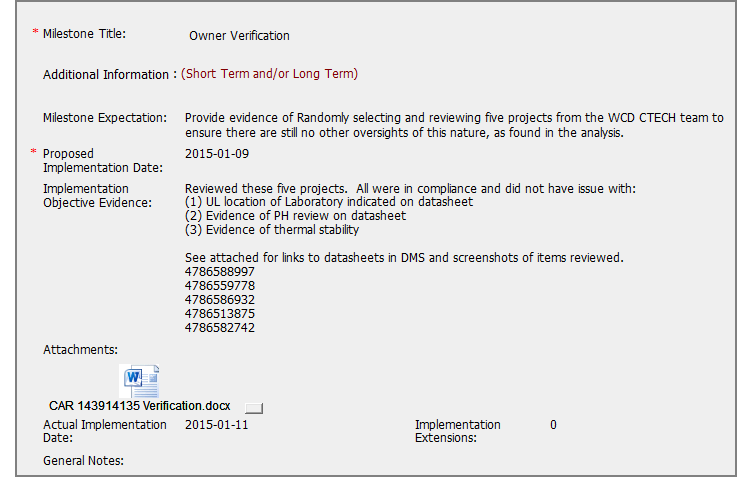 * Milestone Title: Owner Verification
Additional Information : (Short Term and/or Long Term)
Milestone Expectation: Provide evidence of Randomly selecting and reviewing five projects from the WCD CTECH team to
ensure there are still no other oversights of this nature, as found in the analysis.
* Proposed 2015-01-09
Implementation Date:
Implementation Reviewed these five projects. All were in compliance and did not have issue with:
Objective Evidence: (1) UL location of Laboratory indicated on datasheet
(2) Evidence of PH review on datasheet
(3) Evidence of thermal stability
See attached for links to datasheets in DMS and screenshots of items reviewed.
4786588997
4786559778
4786586932
4786513875
4786582742
Attachments:
W
CAR 143914135 Verification.docx
Actual Implementation 2015-01-11 Implementation 0
Date: Extensions:
General Notes: